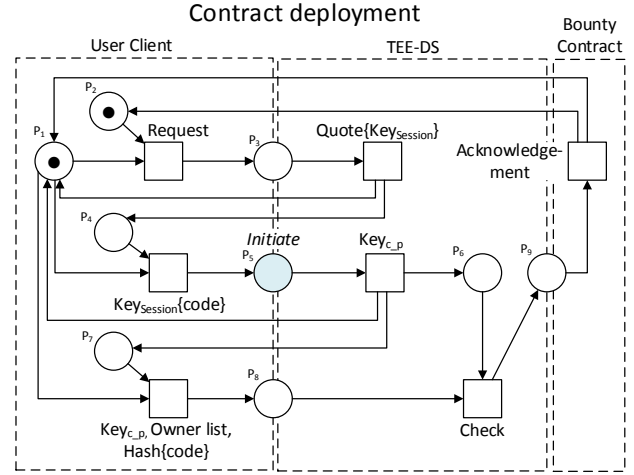 Contract deployment
Bounty
Contract
User Client
TEE-DS
P2
P1
Request
P3
Quote{KeySession}
Acknowledge-
ment
P4
Initiate
P5
Keyc_p
P6
P9
KeySession{code}
P7
P8
Keyc_p, Owner list,
Hash{code}
Check